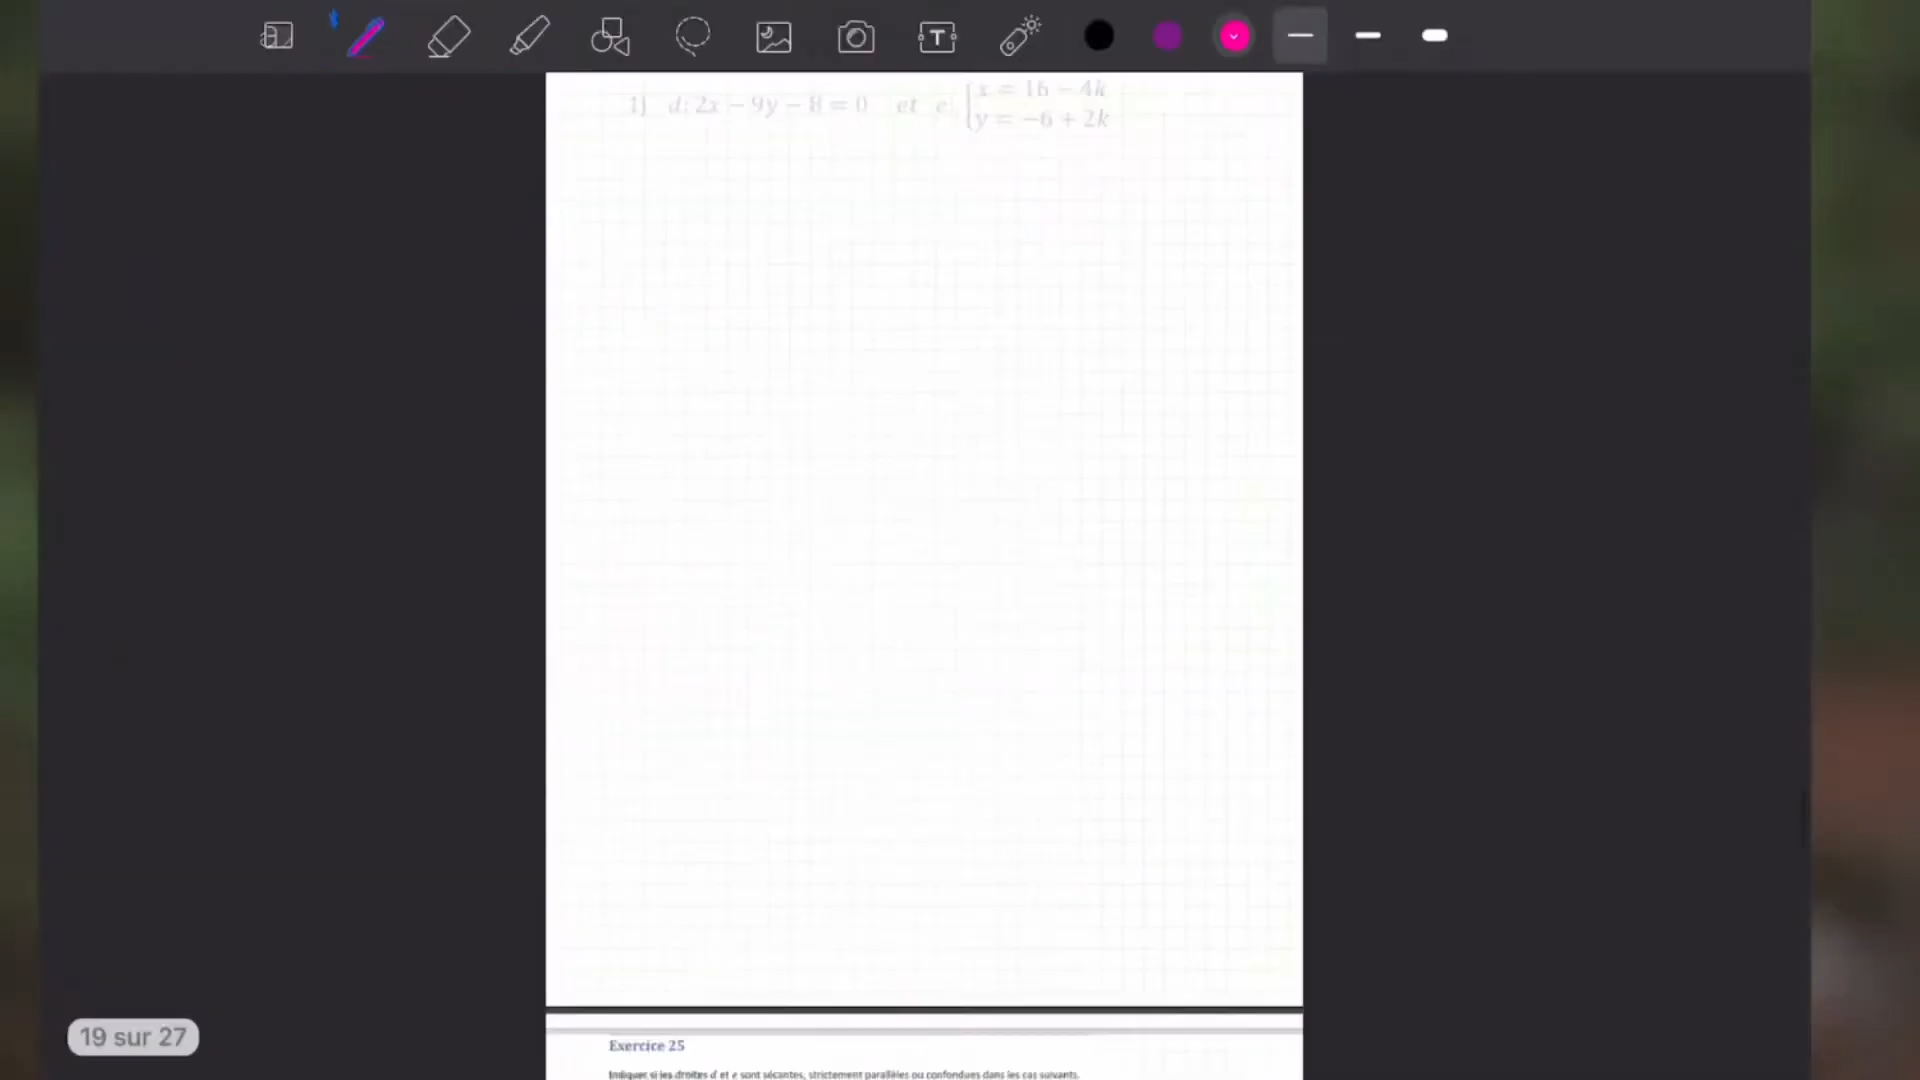 T
1) d: 2x − 9y − 8 = 0 et e: {x = 16 − 4k
y = −6 + 2k
19 sur 27
Exercice 25
Indiquer si les droites d et e sont sécantes, strictement parallèles ou confondues dans les cas suivants.